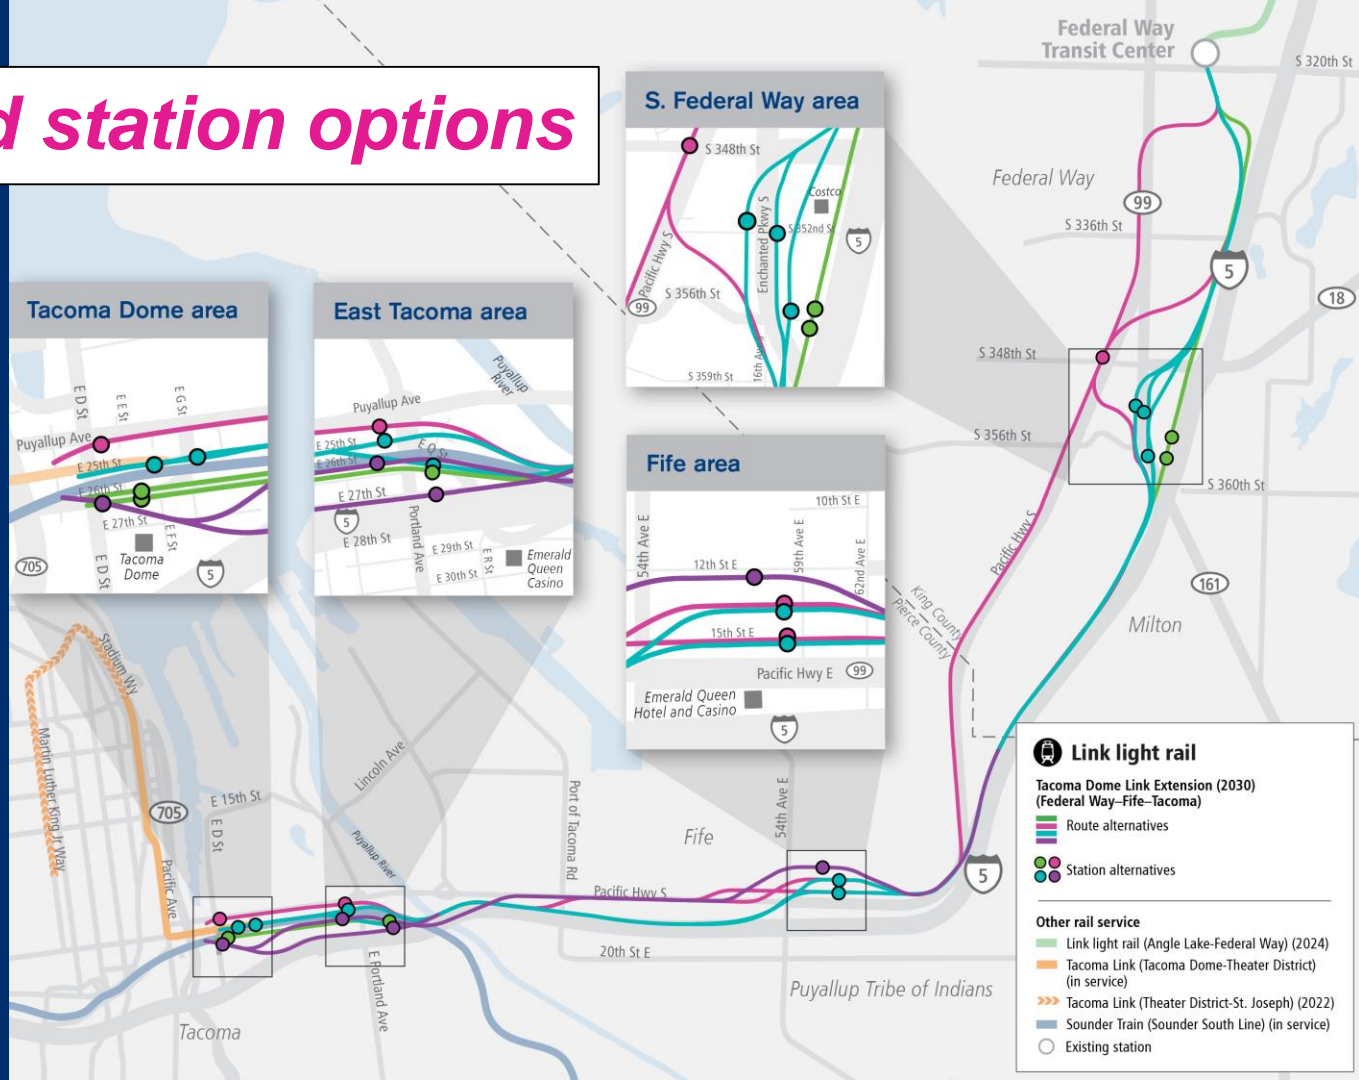 d station options
Federal Way
Transit Center
S 320th St
Federal Way
99
S 336th St
5
18
S 348th St
S 356th St
S 360th St
Pacific Hwy S
161
King County
Pierce County
Milton
S. Federal Way area
S 348th St
Costco
Enchanted Pkwy S
S 352nd St
5
Pacific Hwy S
S 356th St
99
16th Ave S
S 359th St
Tacoma Dome area
E D St
E E St
E G St
Puyallup Ave
E 25th St
E 26th St
E 27th St
E F St
Tacoma
Dome
E D St
705
5
East Tacoma area
Puyallup
River
Puyallup Ave
E 25th St
E Q St
E 26th St
E 27th St
5
Portland Ave
E 28th St
E 29th St
E R St
E 30th St
Emerald
Queen
Casino
Fife area
10th St E
54th Ave E
59th Ave E
62nd Ave E
12th St E
15th St E
Pacific Hwy E
99
Emerald Queen
Hotel and Casino
5
Stadium Wy
Martin Luther King Jr Way
705
E 15th St
E D St
Pacific Ave
Lincoln Ave
Puyallup River
Port of Tacoma Rd
Fife
54th Ave E
Pacific Hwy S
20th St E
5
E Portland Ave
Tacoma
Puyallup Tribe of Indians
Link light rail
Tacoma Dome Link Extension (2030)
(Federal Way–Fife–Tacoma)
Route alternatives
Station alternatives
Other rail service
Link light rail (Angle Lake-Federal Way) (2024)
Tacoma Link (Tacoma Dome-Theater District)
(in service)
Tacoma Link (Theater District-St. Joseph) (2022)
Sounder Train (Sounder South Line) (in service)
Existing station